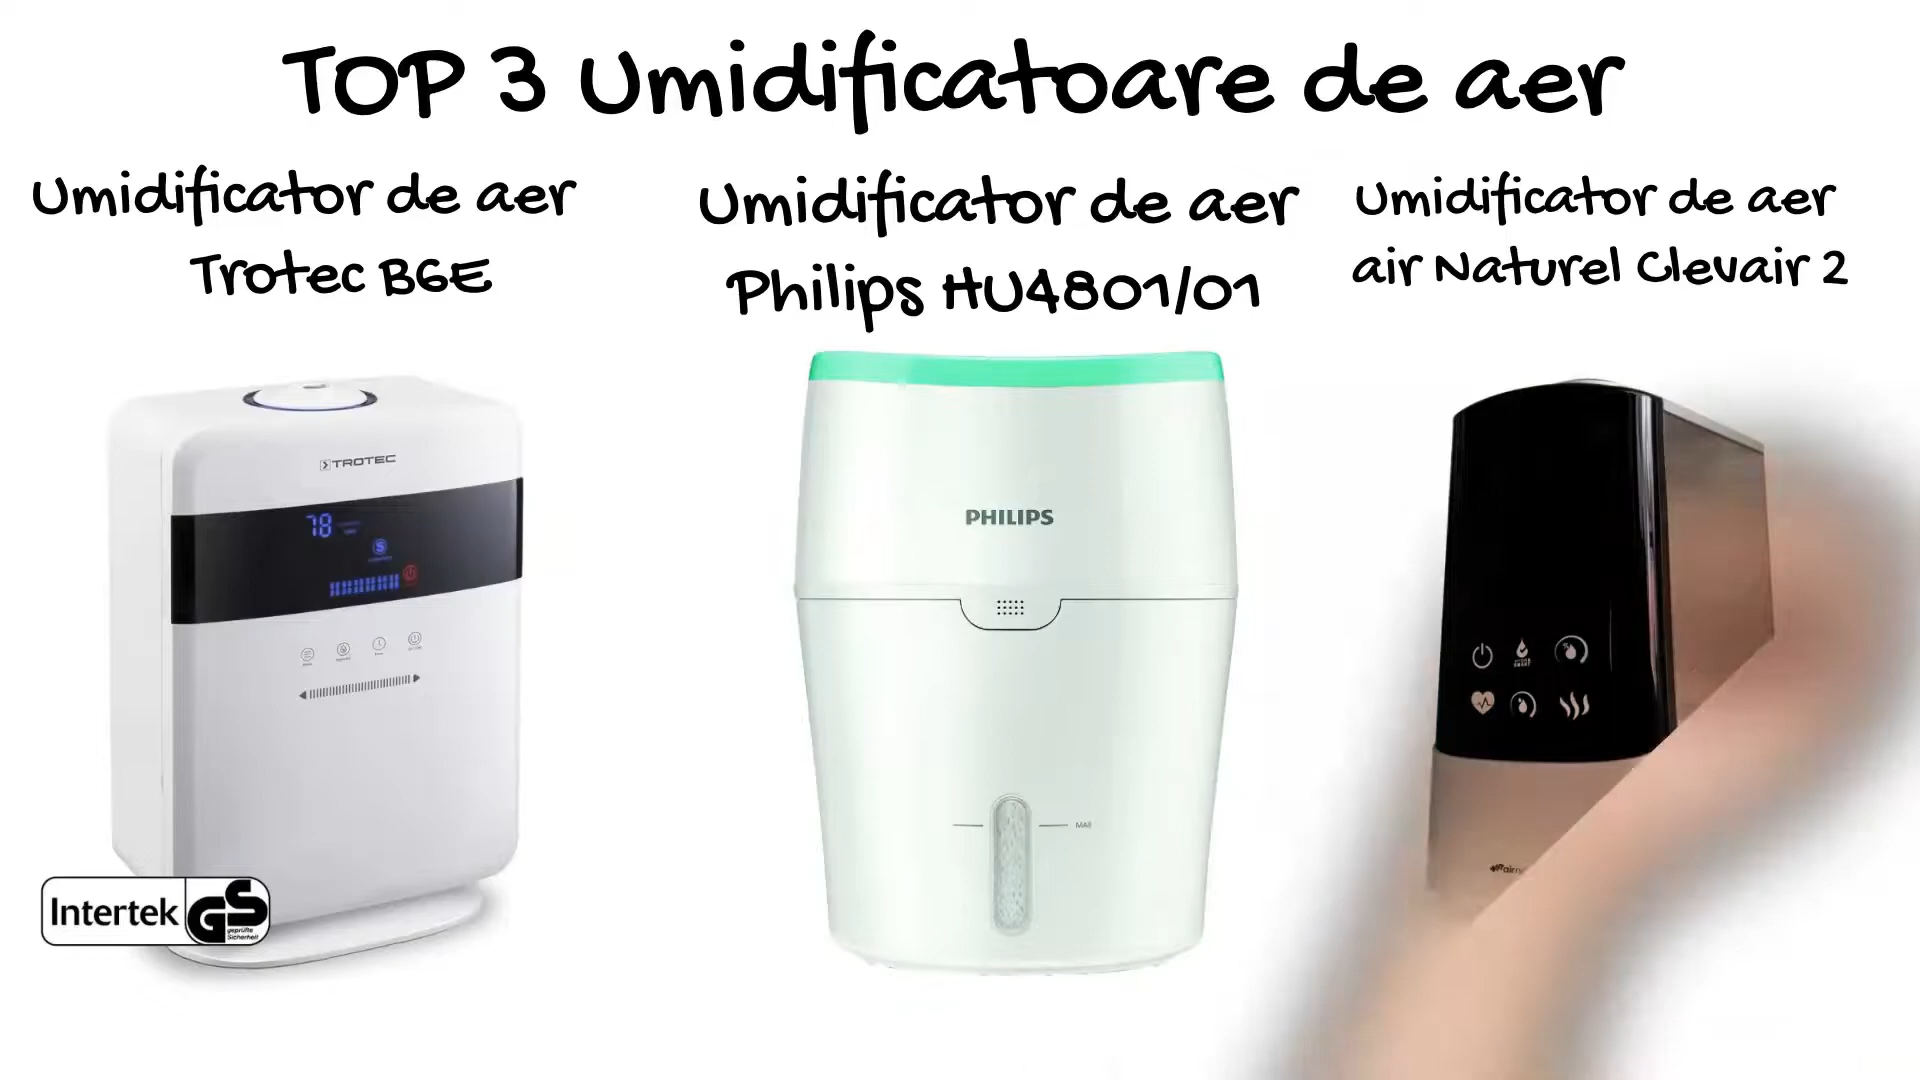 TOP 3 Umidificatoare de aer
Umidificator de aer
Trotec B6E
Umidificator de aer
Philips HU4801/01
Umidificator de aer
air Naturel Clevair 2
TROTEC
78
S
Intertek
GS
geprüfte
Sicherheit
PHILIPS
SMART